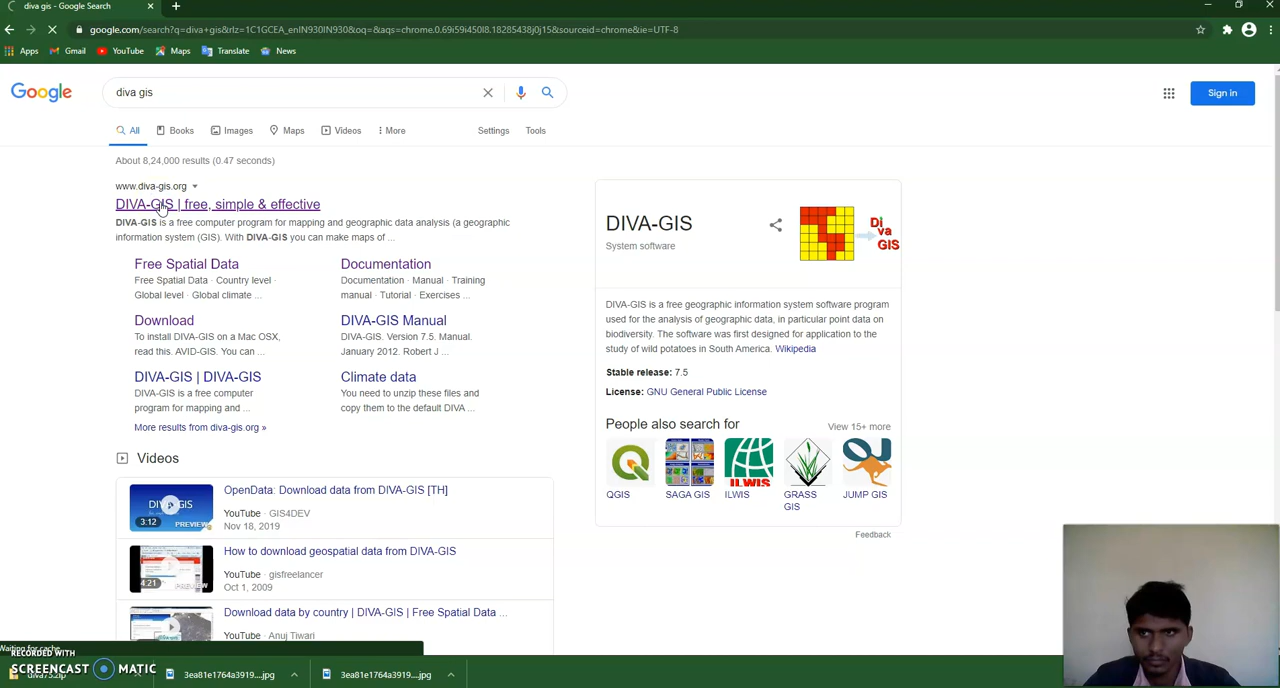 diva gis - Google Search
google.com/search?q=diva+gis&rlz=1C1GCEA_enIN930IN930&oq=&aqs=chrome.0.69i59i450l8.18285438j0j15&sourceid=chrome&ie=UTF-8
Apps Gmail YouTube Maps Translate News
Google
diva gis
Sign in
All Books Images Maps Videos More Settings Tools
About 8,24,000 results (0.47 seconds)
www.diva-gis.org
DIVA-GIS | free, simple & effective
DIVA-GIS is a free computer program for mapping and geographic data analysis (a geographic
information system (GIS). With DIVA-GIS you can make maps of ...
Free Spatial Data
Free Spatial Data · Country level ·
Global level · Global climate ...
Documentation
Documentation · Manual · Training
manual · Tutorial · Exercises ...
Download
To install DIVA-GIS on a Mac OSX,
read this. AVID-GIS. You can ...
DIVA-GIS Manual
DIVA-GIS. Version 7.5. Manual.
January 2012. Robert J ...
DIVA-GIS | DIVA-GIS
DIVA-GIS is a free computer
program for mapping and ...
Climate data
You need to unzip these files and
copy them to the default DIVA ...
More results from diva-gis.org »
Videos
OpenData: Download data from DIVA-GIS [TH]
YouTube · GIS4DEV
Nov 18, 2019
3:12
PREVIEW
How to download geospatial data from DIVA-GIS
YouTube · gisfreelancer
Oct 1, 2009
4:21
PREVIEW
Download data by country | DIVA-GIS | Free Spatial Data ...
YouTube · Anuj Tiwari
DIVA-GIS
System software
Di
va
GIS
DIVA-GIS is a free geographic information system software program
used for the analysis of geographic data, in particular point data on
biodiversity. The software was first designed for application to the
study of wild potatoes in South America. Wikipedia
Stable release: 7.5
License: GNU General Public License
People also search for
View 15+ more
ILWIS
QGIS SAGA GIS ILWIS GRASS GIS JUMP GIS
Feedback
Waiting for cache...
RECORDED WITH
SCREENCAST MATIC
diva75.zip
3ea81e1764a3919....jpg
3ea81e1764a3919....jpg